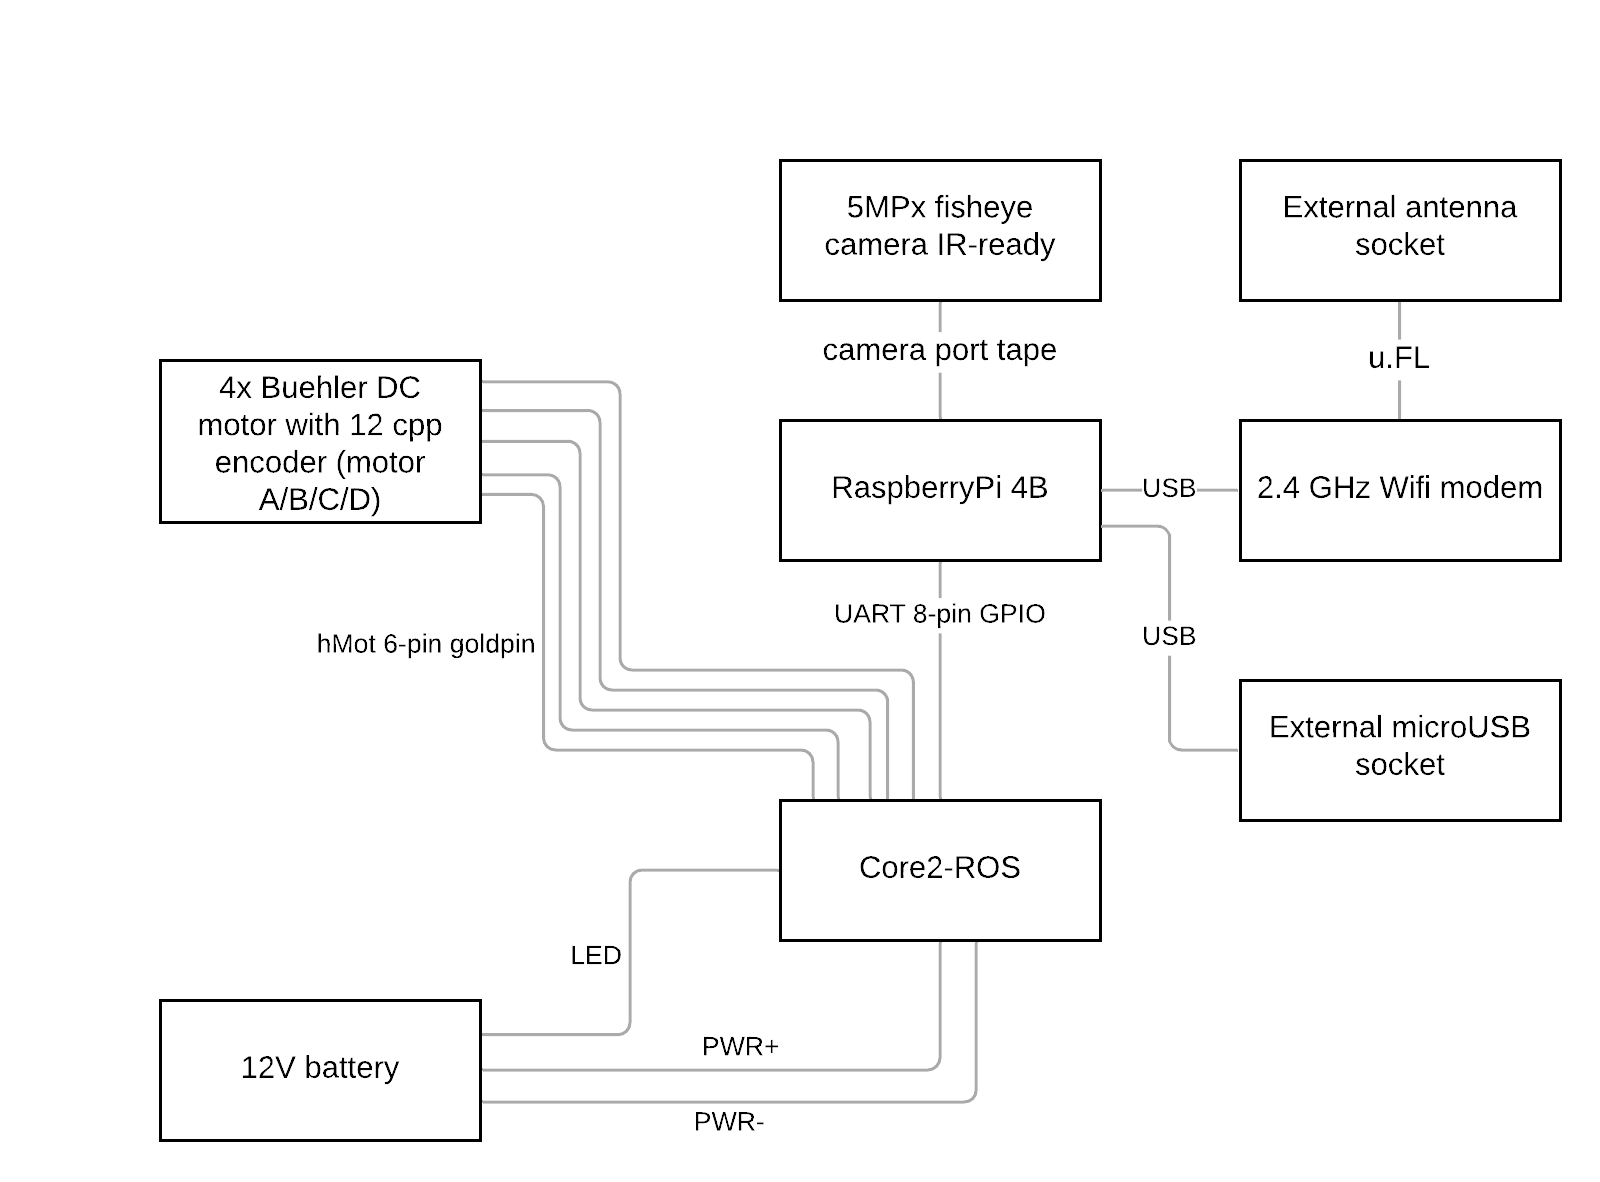 5MPx fisheye
camera IR-ready
External antenna
socket
camera port tape
u.FL
4x Buehler DC
motor with 12 cpp
encoder (motor
A/B/C/D)
RaspberryPi 4B
USB
2.4 GHz Wifi modem
UART 8-pin GPIO
hMot 6-pin goldpin
USB
External microUSB
socket
Core2-ROS
LED
12V battery
PWR+
PWR-